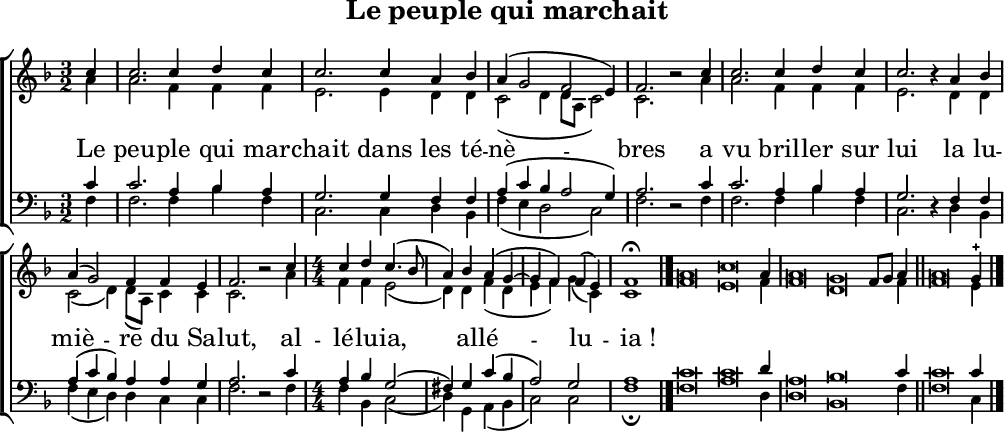 Le peuple qui marchait
Le peuple qui marchait dans les té-nè - bres a vu briller sur lui la lu-
miè - re du Salut, al - léluia, allé - lu - ia !